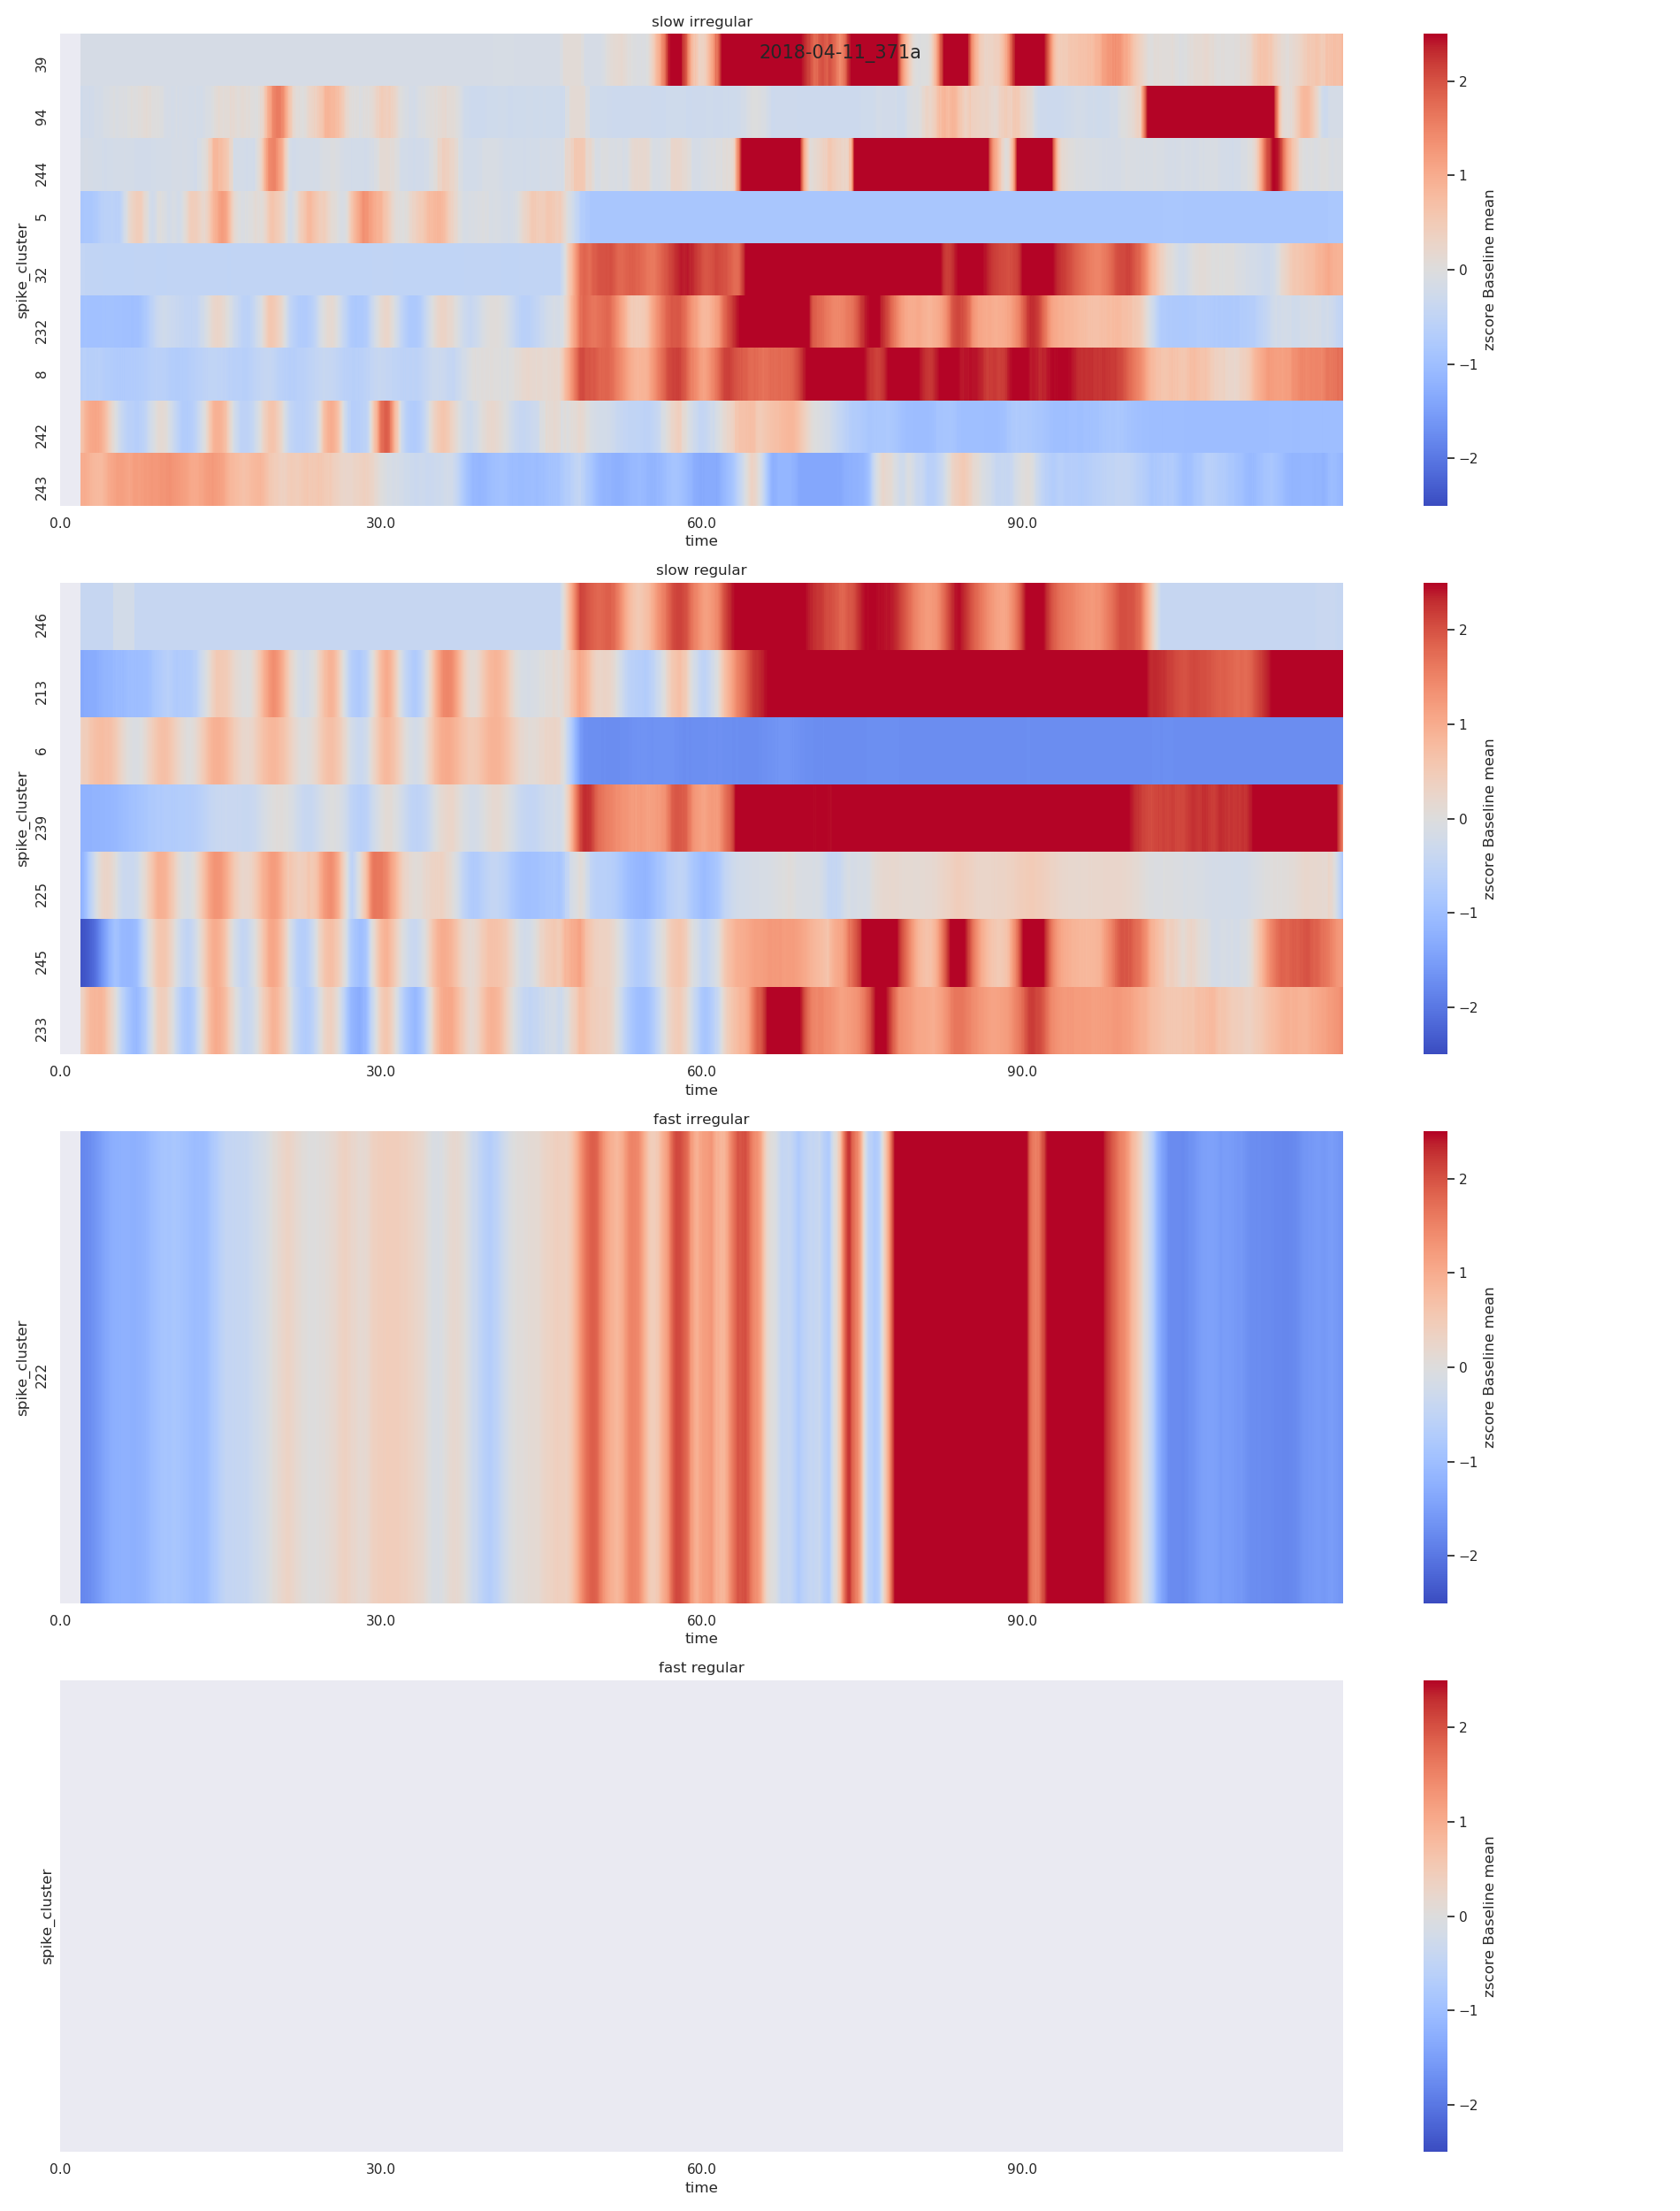 slow irregular
2018-04-11_371a
39
94
244
5
32
232
8
242
243
spike_cluster
0.0 30.0 60.0 90.0
time
2
1
0
−1
−2
zscore Baseline mean
slow regular
246
213
6
239
225
245
233
spike_cluster
0.0 30.0 60.0 90.0
time
2
1
0
−1
−2
zscore Baseline mean
fast irregular
222
spike_cluster
0.0 30.0 60.0 90.0
time
2
1
0
−1
−2
zscore Baseline mean
fast regular
spike_cluster
0.0 30.0 60.0 90.0
time
2
1
0
−1
−2
zscore Baseline mean